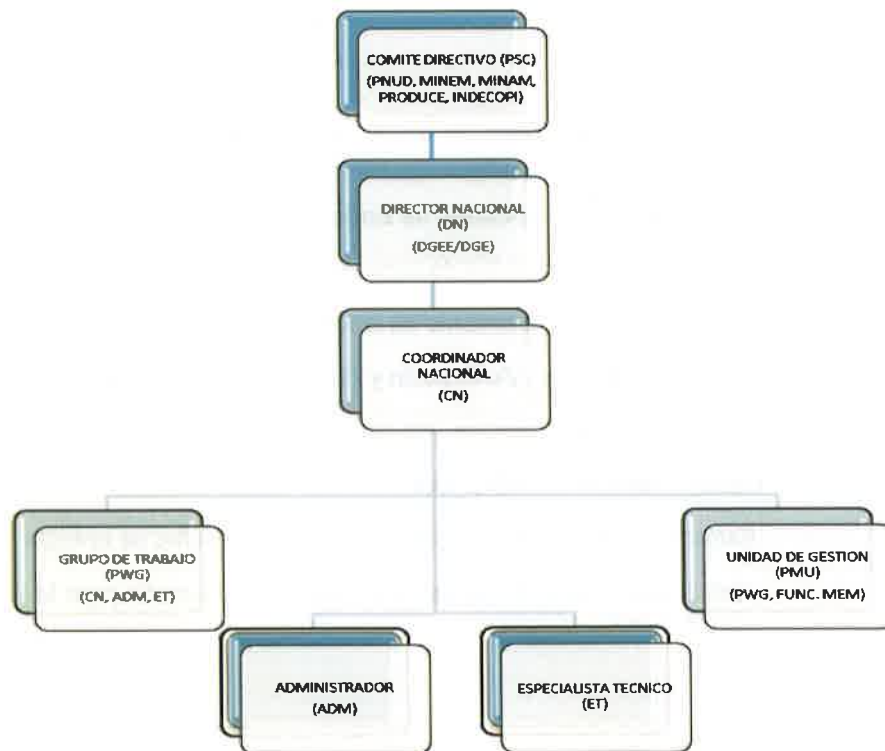 COMITE DIRECTIVO (PSC)
(PNUD, MINEM, MINAM,
PRODUCE, INDECOPI)
DIRECTOR NACIONAL
(DN)
(DGEE/DGE)
COORDINADOR
NACIONAL
(CN)
GRUPO DE TRABAJO
(PWG)
(CN, ADM, ET)
UNIDAD DE GESTION
(PMU)
(PWG, FUNC. MEM)
ADMINISTRADOR
(ADM)
ESPECIALISTA TECNICO
(ET)